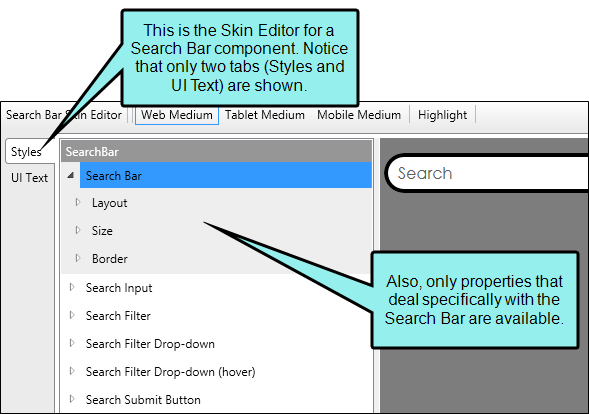 This is the Skin Editor for a
Search Bar component. Notice
that only two tabs (Styles and
UI Text) are shown.
Search Bar Skin Editor Web Medium Tablet Medium Mobile Medium Highlight
Styles
UI Text
SearchBar
Search Bar
Layout
Size
Border
Search Input
Search Filter
Search Filter Drop-down
Search Filter Drop-down (hover)
Search Submit Button
Search
Also, only properties that
deal specifically with the
Search Bar are available.